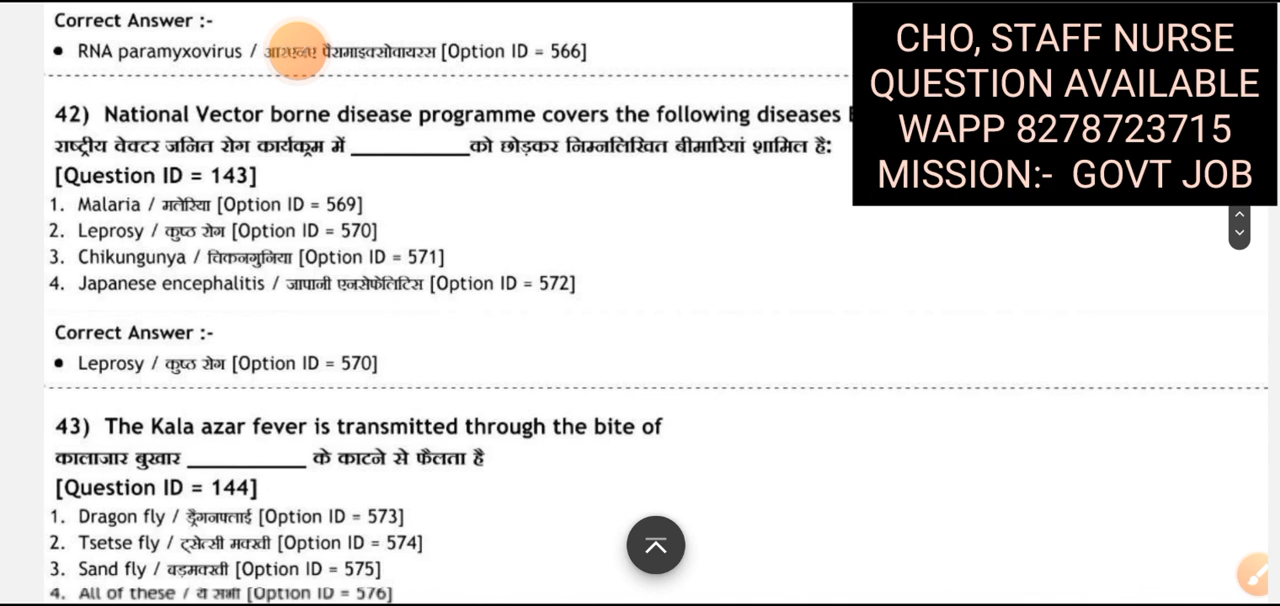 Correct Answer :-
• RNA paramyxovirus / आरएनए पैरामाइक्सोवायरस [Option ID = 566]
CHO, STAFF NURSE
QUESTION AVAILABLE
WAPP 8278723715
MISSION:- GOVT JOB
42) National Vector borne disease programme covers the following diseases
राष्ट्रीय वेक्टर जनित रोग कार्यक्रम में __________को छोड़कर निम्नलिखित बीमारियां शामिल हैं:
[Question ID = 143]
1. Malaria / मलेरिया [Option ID = 569]
2. Leprosy / कुष्ठ रोग [Option ID = 570]
3. Chikungunya / चिकनगुनिया [Option ID = 571]
4. Japanese encephalitis / जापानी एनसेफेलिटिस [Option ID = 572]
Correct Answer :-
• Leprosy / कुष्ठ रोग [Option ID = 570]
43) The Kala azar fever is transmitted through the bite of
कालाजार बुखार __________ के काटने से फैलता है
[Question ID = 144]
1. Dragon fly / ड्रैगनफ्लाई [Option ID = 573]
2. Tsetse fly / ट्सेत्सी मक्खी [Option ID = 574]
3. Sand fly / बड़मक्खी [Option ID = 575]
4. All of these / ये सभी [Option ID = 576]